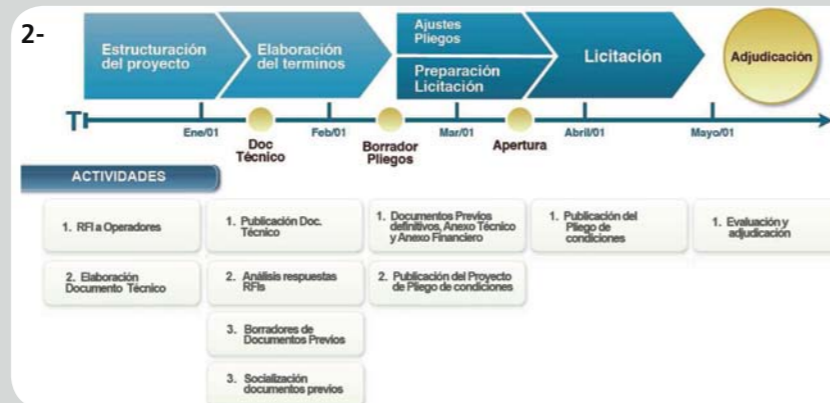 2-
Estructuración
del proyecto
Elaboración
del terminos
Ajustes
Pliegos
Preparación
Licitación
Licitación
Adjudicación
T
Ene/01
Doc
Técnico
Feb/01
Borrador
Pliegos
Mar/01
Apertura
Abril/01
Mayo/01
ACTIVIDADES
1. RFI a Operadores
2. Elaboración
Documento Técnico
1. Publicación Doc.
Técnico
2. Análisis respuestas
RFIs
3. Borradores de
Documentos Previos
3. Socialización
documentos previos
1. Documentos Previos
definitivos, Anexo Técnico
y Anexo Financiero
2. Publicación del Proyecto
de Pliego de condiciones
1. Publicación del
Pliego de
condiciones
1. Evaluación y
adjudicación